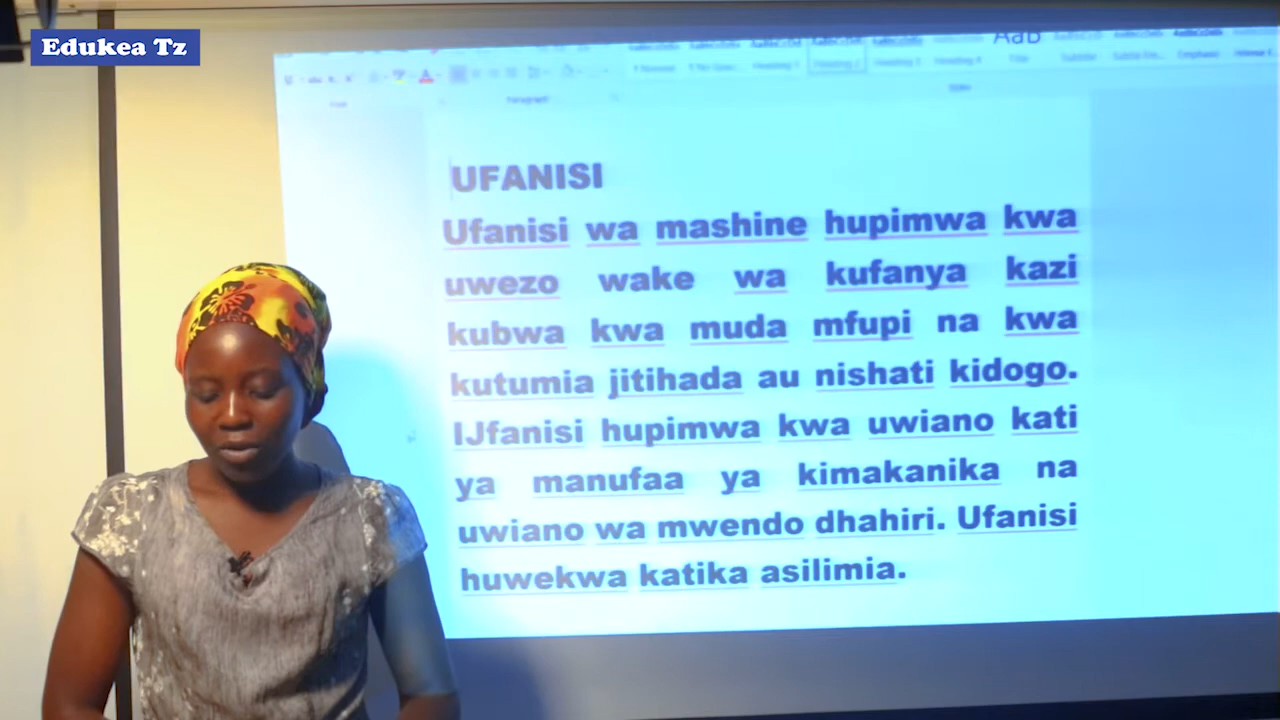 Edukea Tz
AaB
UFANISI
Ufanisi wa mashine hupimwa kwa
uwezo wake wa kufanya kazi
kubwa kwa muda mfupi na kwa
kutumia jitihada au nishati kidogo.
IJfanisi hupimwa kwa uwiano kati
ya manufaa ya kimakanika na
uwiano wa mwendo dhahiri. Ufanisi
huwekwa katika asilimia.